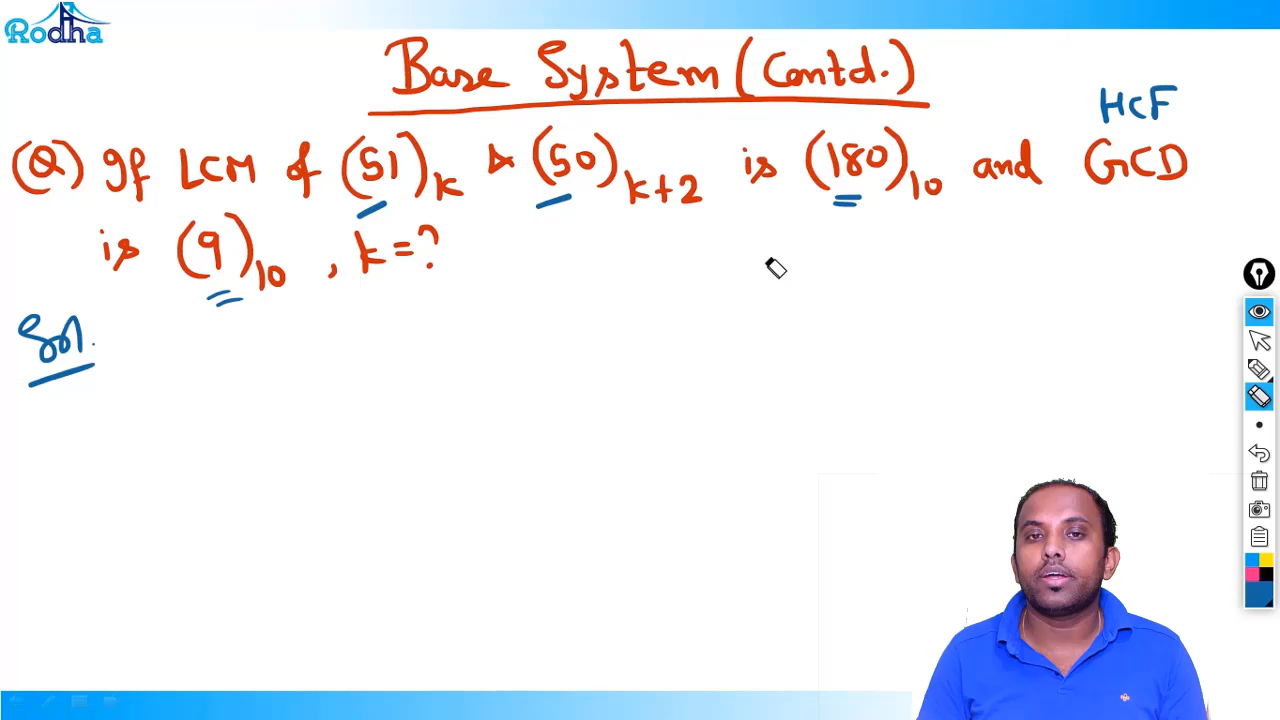 Rodha
Base System (Contd.)
HCF
(Q) If LCM of (51)k & (50)k+2 is (180)10 and GCD
is (9)10 , k = ?
Sol.